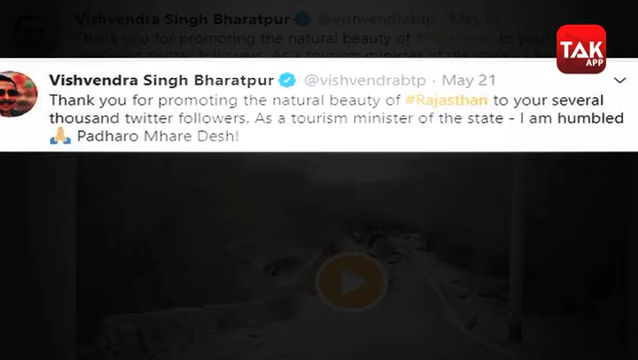 Vishvendra Singh Bharatpur @vishvendrabtp · May 21
Thank you for promoting the natural beauty of #Rajasthan to your
thousand twitter followers. As a tourism minister of the state
TAK
APP
Vishvendra Singh Bharatpur @vishvendrabtp · May 21
Thank you for promoting the natural beauty of #Rajasthan to your several
thousand twitter followers. As a tourism minister of the state - I am humbled
🙏 Padharo Mhare Desh!